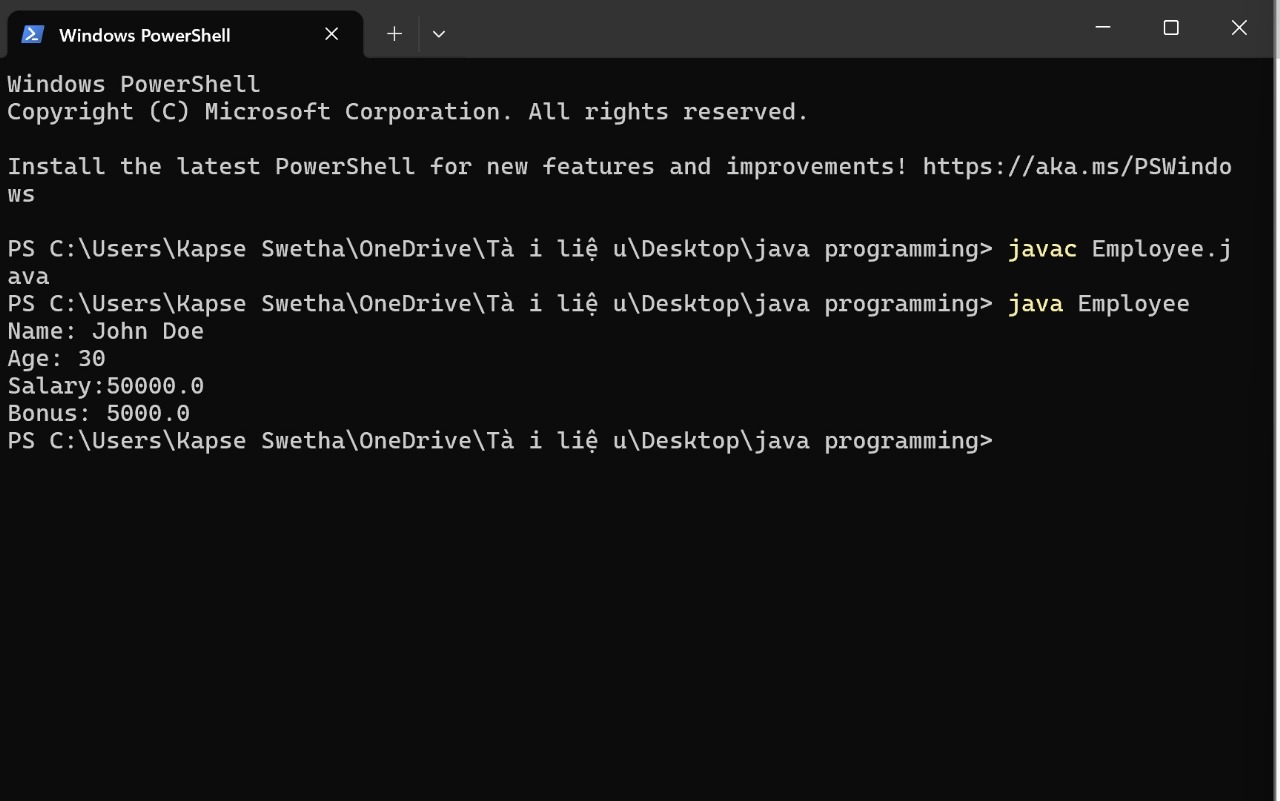 Windows PowerShell
Windows PowerShell
Copyright (C) Microsoft Corporation. All rights reserved.
Install the latest PowerShell for new features and improvements! https://aka.ms/PSWindo
ws
PS C:\Users\Kapse Swetha\OneDrive\Tà i liệ u\Desktop\java programming> javac Employee.j
ava
PS C:\Users\Kapse Swetha\OneDrive\Tà i liệ u\Desktop\java programming> java Employee
Name: John Doe
Age: 30
Salary:50000.0
Bonus: 5000.0
PS C:\Users\Kapse Swetha\OneDrive\Tà i liệ u\Desktop\java programming>